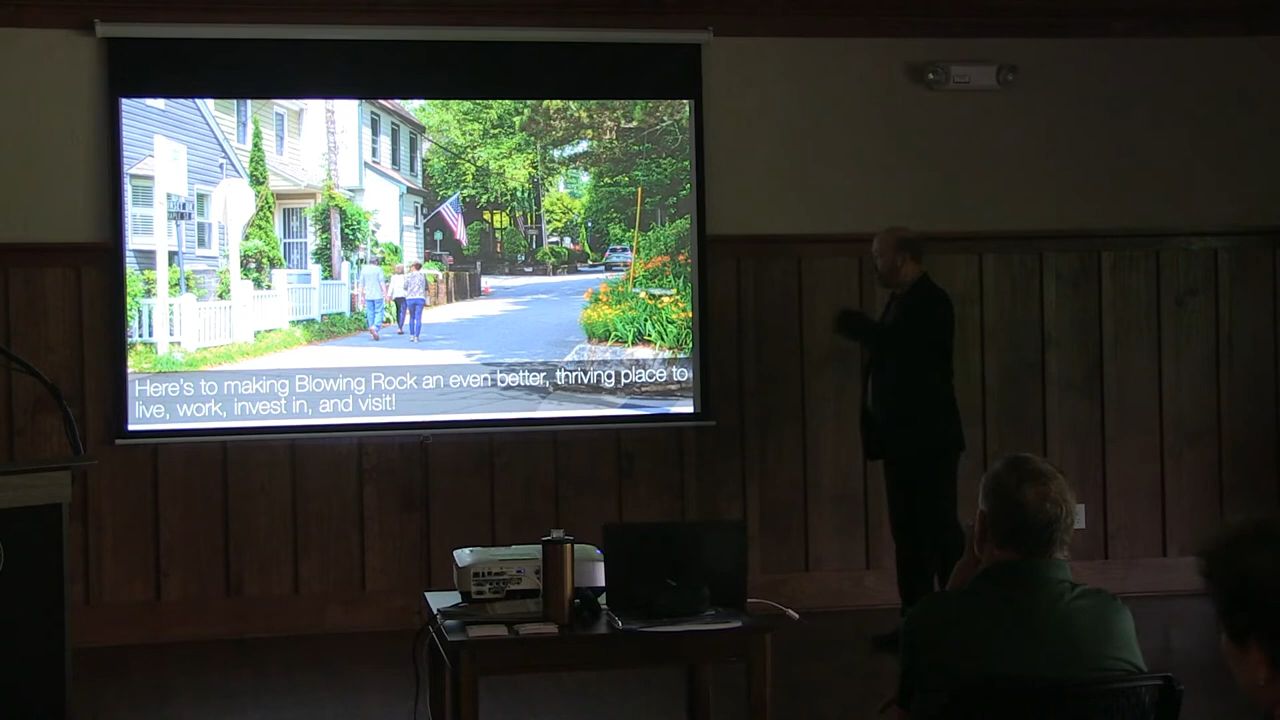 Here's to making Blowing Rock an even better, thriving place to
live, work, invest in, and visit!